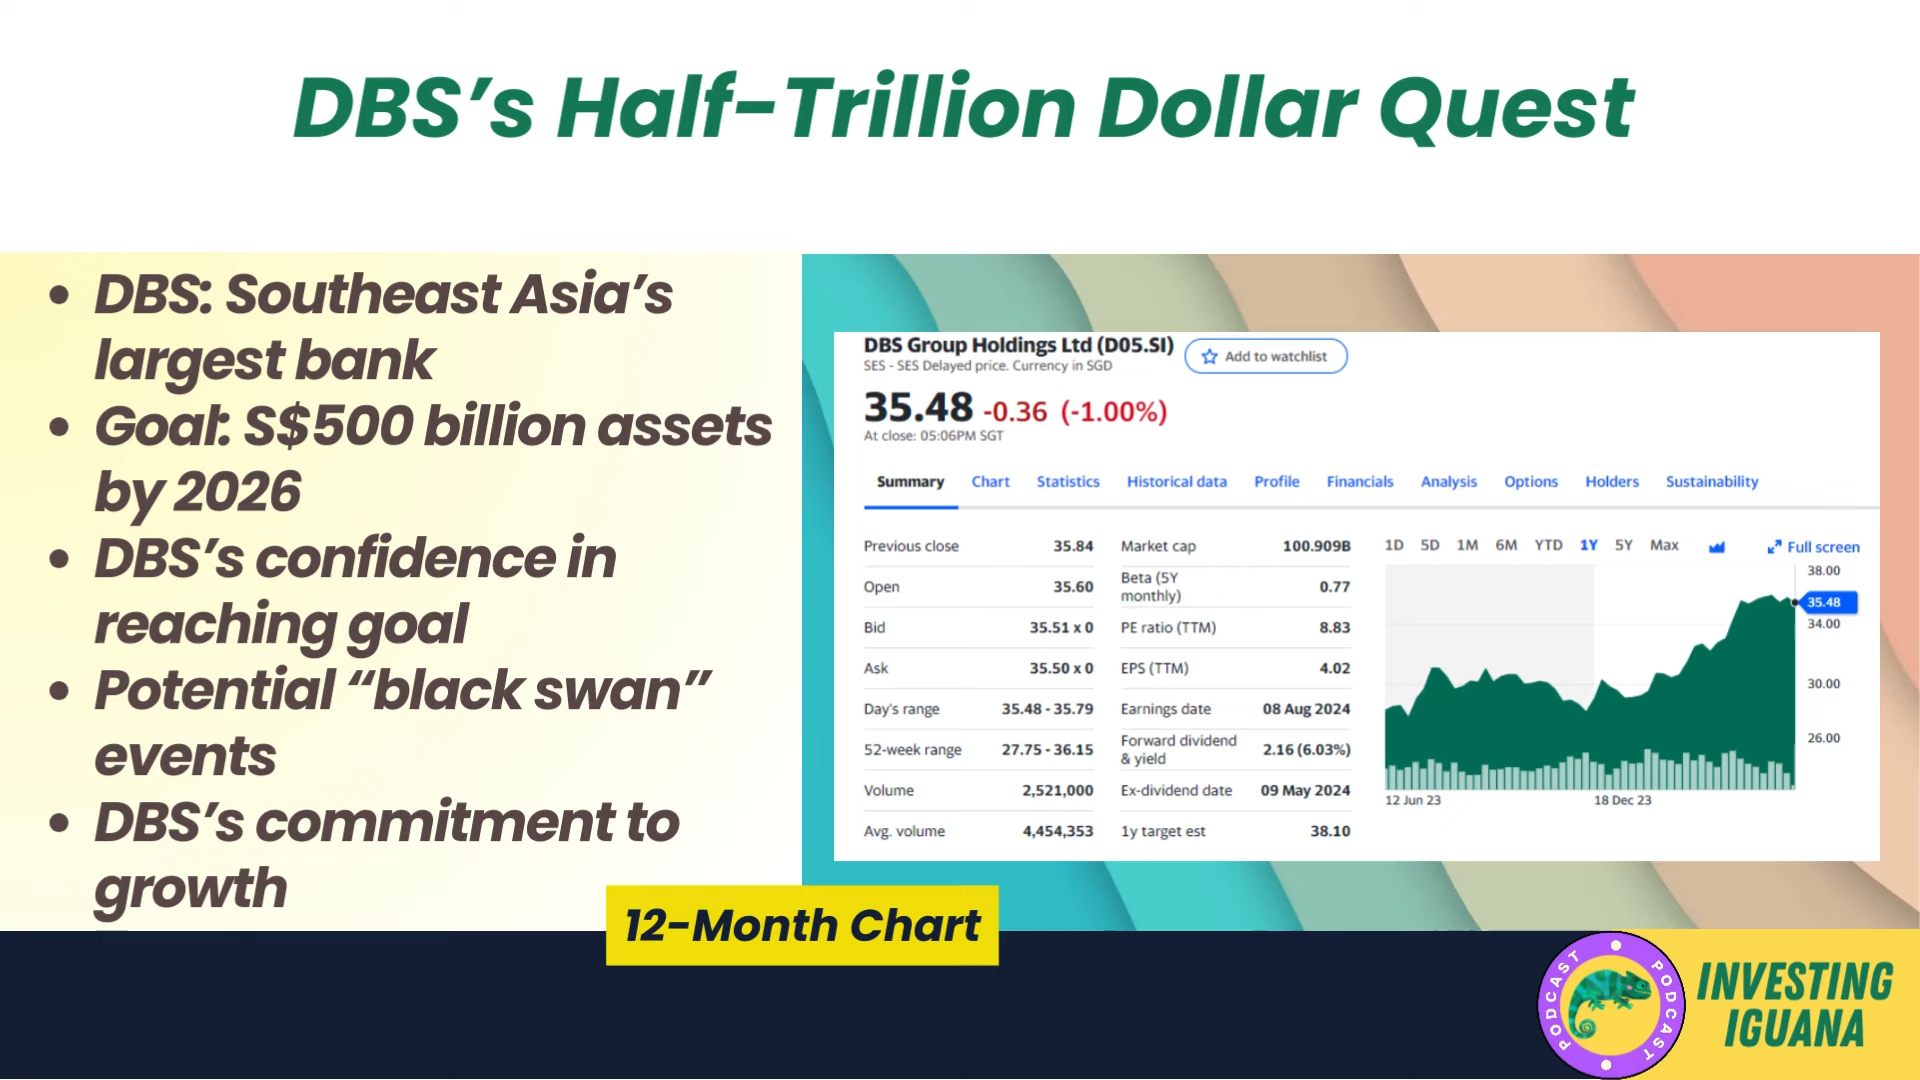 DBS’s Half-Trillion Dollar Quest
• DBS: Southeast Asia’s
largest bank
• Goal: S$500 billion assets
by 2026
• DBS’s confidence in
reaching goal
• Potential “black swan”
events
• DBS’s commitment to
growth
DBS Group Holdings Ltd (D05.SI)
Add to watchlist
SES - SES Delayed price. Currency in SGD
35.48 -0.36 (-1.00%)
At close: 05:06PM SGT
Summary Chart Statistics Historical data Profile Financials Analysis Options Holders Sustainability
Previous close 35.84
Open 35.60
Bid 35.51 x 0
Ask 35.50 x 0
Day's range 35.48 - 35.79
52-week range 27.75 - 36.15
Volume 2,521,000
Avg. volume 4,454,353
Market cap 100.909B
Beta (5Y
monthly) 0.77
PE ratio (TTM) 8.83
EPS (TTM) 4.02
Earnings date 08 Aug 2024
Forward dividend
& yield 2.16 (6.03%)
Ex-dividend date 09 May 2024
1y target est 38.10
1D 5D 1M 6M YTD 1Y 5Y Max Full screen
38.00
35.48
34.00
30.00
26.00
12 Jun 23 18 Dec 23
12-Month Chart
PODCAST PODCAST
INVESTING
IGUANA